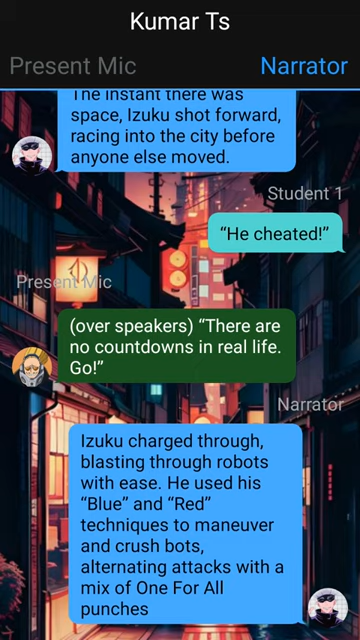 Kumar Ts
Present Mic
Narrator
The instant there was
space, Izuku shot forward,
racing into the city before
anyone else moved.
Student 1
“He cheated!”
Present Mic
(over speakers) “There are
no countdowns in real life.
Go!”
Narrator
Izuku charged through,
blasting through robots
with ease. He used his
“Blue” and “Red”
techniques to maneuver
and crush bots,
alternating attacks with a
mix of One For All
punches